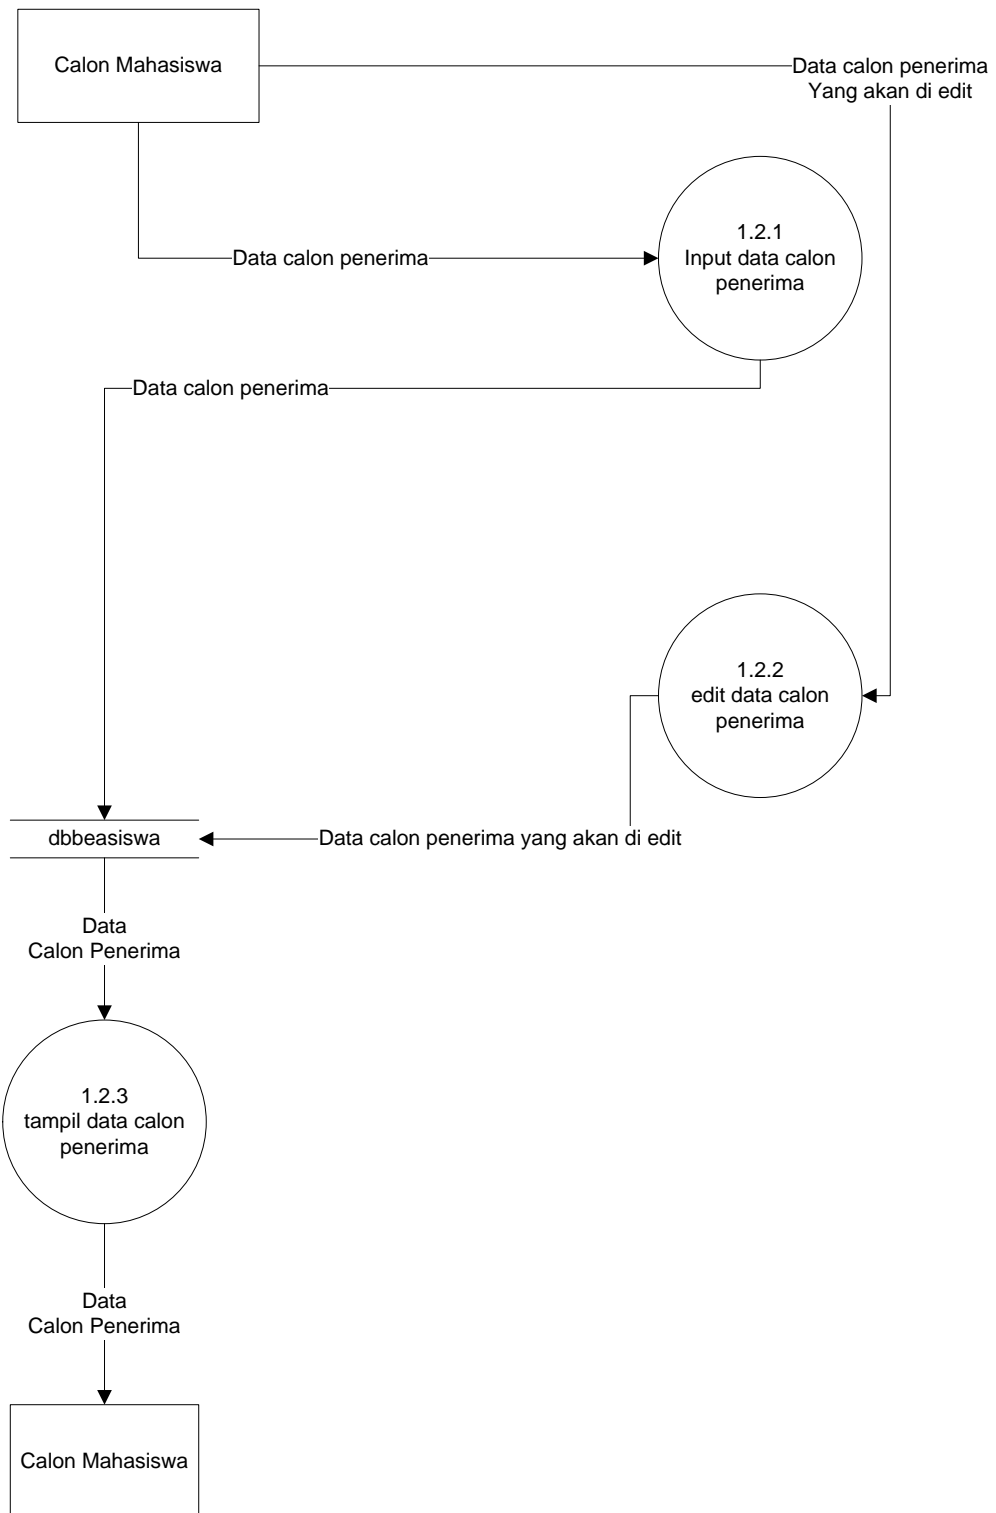 Calon Mahasiswa
Data calon penerima
Yang akan di edit
1.2.1
Input data calon
penerima
Data calon penerima
Data calon penerima
1.2.2
edit data calon
penerima
dbbeasiswa
Data calon penerima yang akan di edit
Data
Calon Penerima
1.2.3
tampil data calon
penerima
Data
Calon Penerima
Calon Mahasiswa